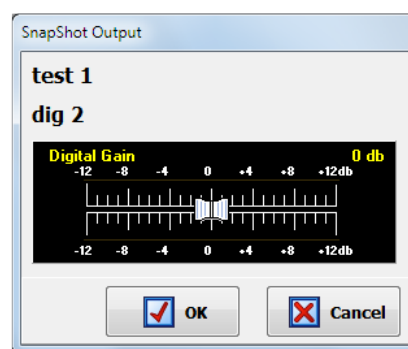 SnapShot Output
test 1
dig 2
Digital Gain 0 db
-12 -8 -4 0 +4 +8 +12db
-12 -8 -4 0 +4 +8 +12db
OK Cancel